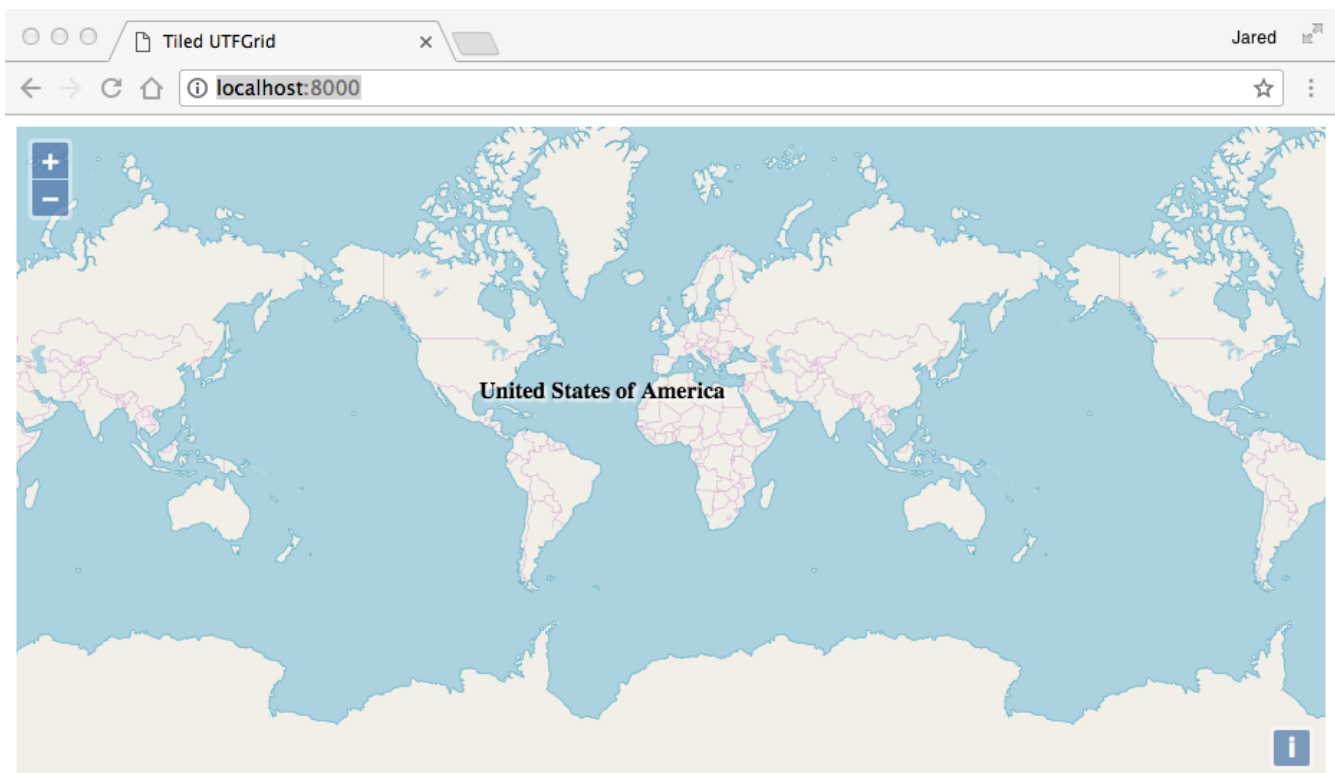 Tiled UTFGrid
Jared
localhost:8000
+
−
United States of America
i